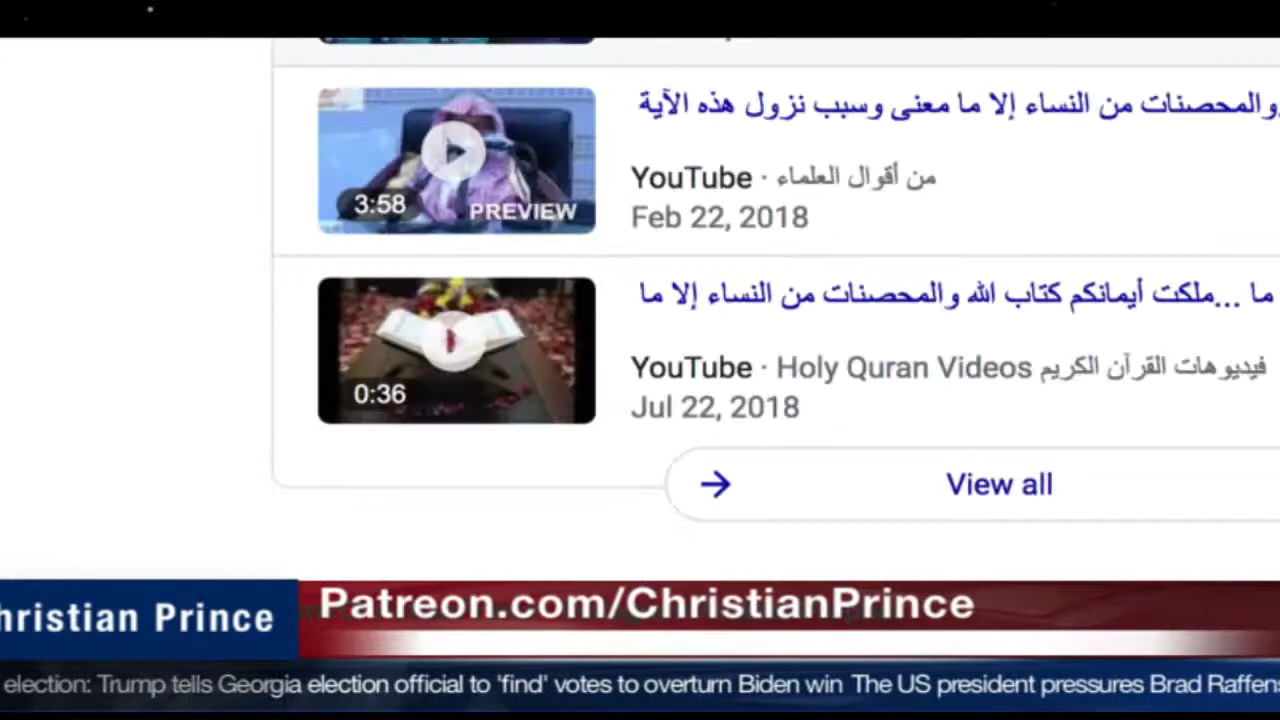 والمحصنات من النساء إلا ما معنى وسبب نزول هذه الآية
3:58
PREVIEW
YouTube · من أقوال العلماء
Feb 22, 2018
ما ...ملكت أيمانكم كتاب الله والمحصنات من النساء إلا ما
0:36
YouTube · Holy Quran Videos فيديوهات القرآن الكريم
Jul 22, 2018
→ View all
hristian Prince
Patreon.com/ChristianPrince
election: Trump tells Georgia election official to 'find' votes to overturn Biden win The US president pressures Brad Raffens